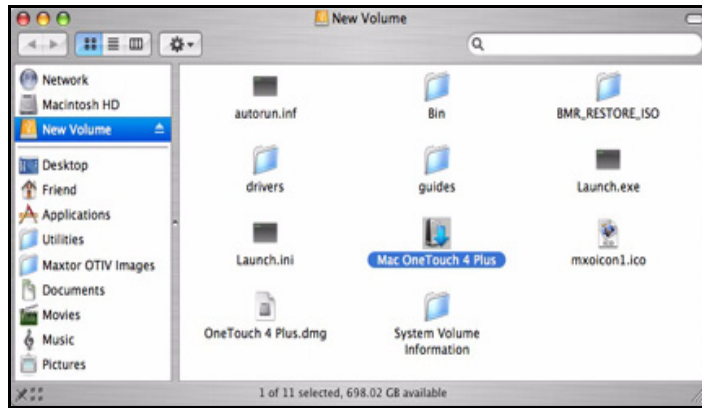 New Volume
Network
Macintosh HD
New Volume
Desktop
Friend
Applications
Utilities
Maxtor OTIV Images
Documents
Movies
Music
Pictures
autorun.inf
Bin
BMR_RESTORE_ISO
drivers
guides
Launch.exe
Launch.ini
Mac OneTouch 4 Plus
mxoicon1.ico
OneTouch 4 Plus.dmg
System Volume
Information
1 of 11 selected, 698.02 GB available